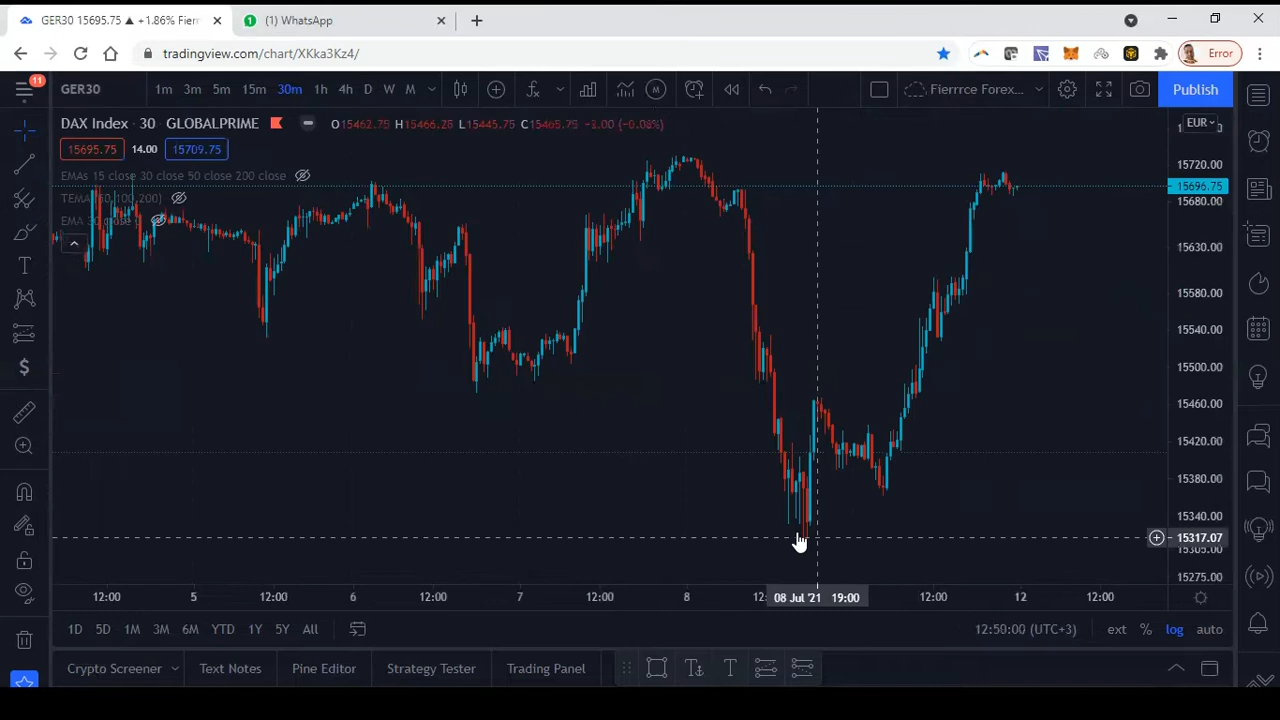 GER30 15695.75 ▲ +1.86% Fierr
(1) WhatsApp
tradingview.com/chart/XKka3Kz4/
Error
11
GER30
1m 3m 5m 15m 30m 1h 4h D W M
Fierrrce Forex...
Publish
DAX Index · 30 · GLOBALPRIME
O15462.75 H15466.25 L15445.75 C15465.75
EUR
15695.75 14.00 15709.75
EMAs 15 close 30 close 50 close 200 close
EMA 30 close
15720.00
15696.75
15680.00
15630.00
15580.00
15540.00
15500.00
15460.00
15420.00
15380.00
15340.00
15317.07
15305.00
15275.00
12:00 5 12:00 6 12:00 7 12:00 8 08 Jul '21 19:00 12:00 12 12:00
1D 5D 1M 3M 6M YTD 1Y 5Y All
12:50:00 (UTC+3)
ext % log auto
Crypto Screener Text Notes Pine Editor Strategy Tester Trading Panel